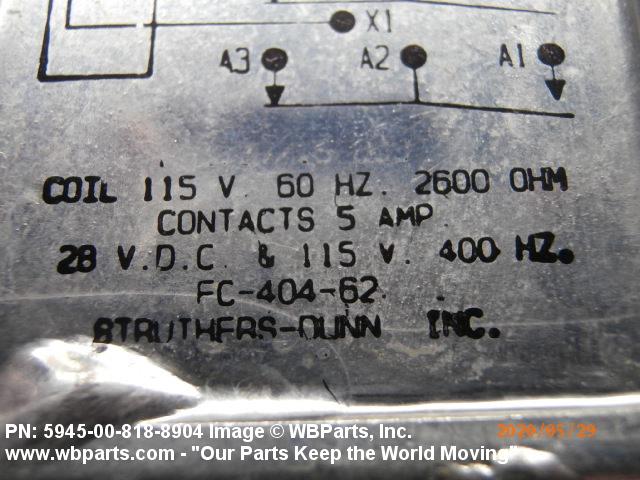 X1
A3 A2 A1
COIL 115 V. 60 HZ. 2600 OHM
CONTACTS 5 AMP.
28 V.D.C. & 115 V. 400 HZ.
FC-404-62
STRUTHERS-DUNN INC.
PN: 5945-00-818-8904 Image © WBParts, Inc. 2020/05/29
www.wbparts.com - "Our Parts Keep the World Moving"